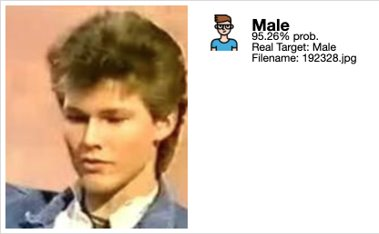 Male
95.26% prob.
Real Target: Male
Filename: 192328.jpg